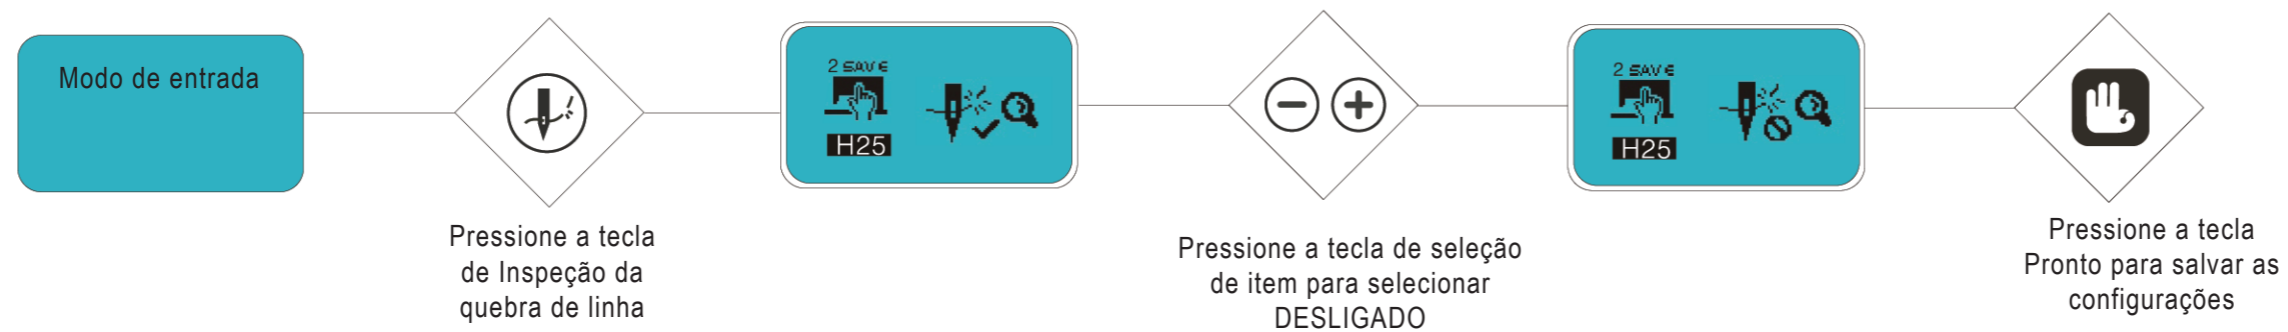 Modo de entrada
Pressione a tecla
de Inspeção da
quebra de linha
2 SAVE
H25
Pressione a tecla de seleção
de item para selecionar
DESLIGADO
2 SAVE
H25
Pressione a tecla
Pronto para salvar as
configurações